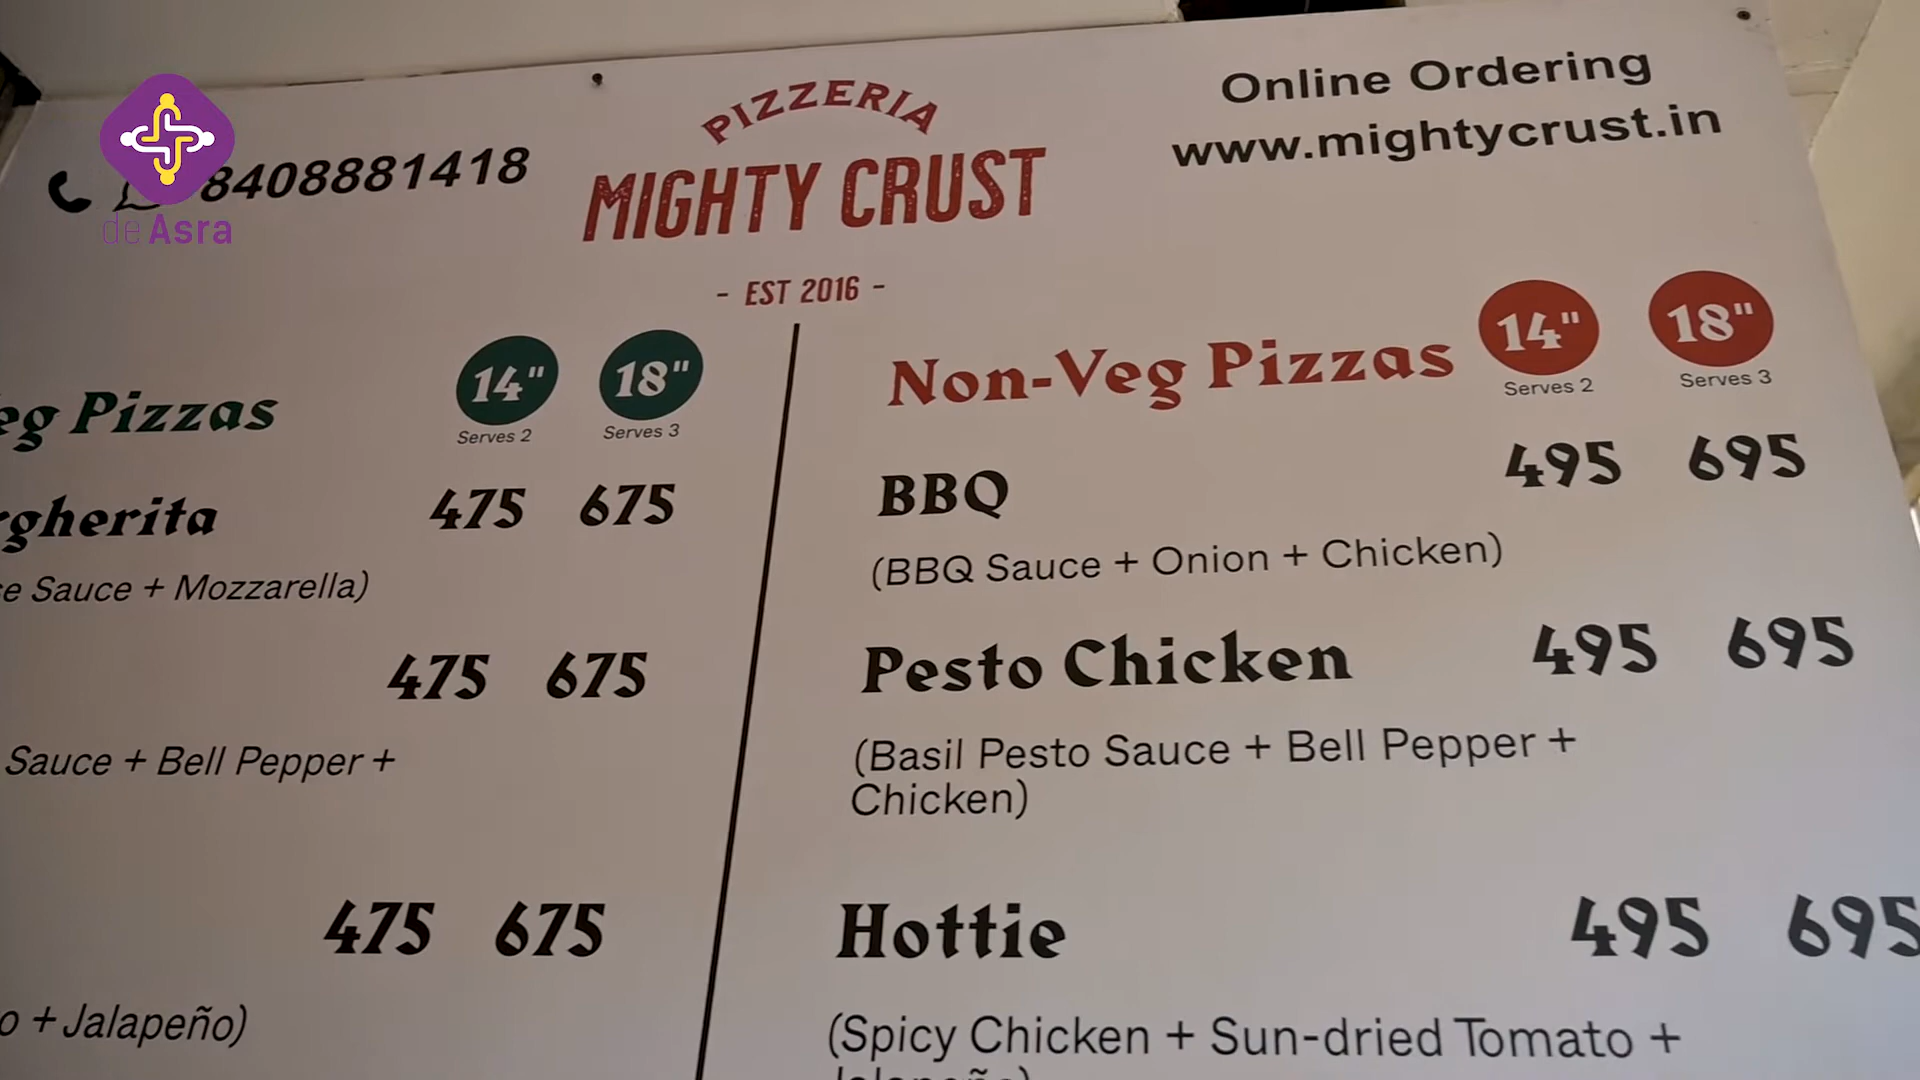 8408881418
de Asra
PIZZERIA
MIGHTY CRUST
- EST 2016 -
Online Ordering
www.mightycrust.in
Pizzas
14" 18"
Serves 2 Serves 3
475 675
Sauce + Mozzarella)
475 675
Sauce + Bell Pepper +
475 675
+ Jalapeño)
Non-Veg Pizzas 14" 18"
Serves 2 Serves 3
BBQ 495 695
(BBQ Sauce + Onion + Chicken)
Pesto Chicken 495 695
(Basil Pesto Sauce + Bell Pepper +
Chicken)
Hottie 495 695
(Spicy Chicken + Sun-dried Tomato +